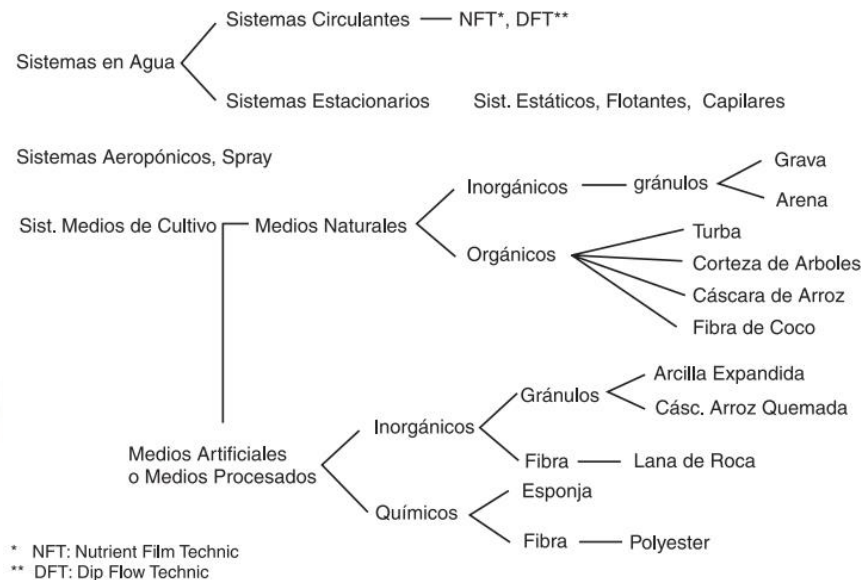 Sistemas Circulantes — NFT*, DFT**
Sistemas en Agua
Sistemas Estacionarios Sist. Estáticos, Flotantes, Capilares
Sistemas Aeropónicos, Spray
Grava
Inorgánicos — gránulos
Arena
Sist. Medios de Cultivo — Medios Naturales
Turba
Orgánicos
Corteza de Arboles
Cáscara de Arroz
Fibra de Coco
Arcilla Expandida
Gránulos
Cásc. Arroz Quemada
Inorgánicos
Medios Artificiales
o Medios Procesados
Fibra — Lana de Roca
Esponja
Químicos
Fibra — Polyester
* NFT: Nutrient Film Technic
** DFT: Dip Flow Technic